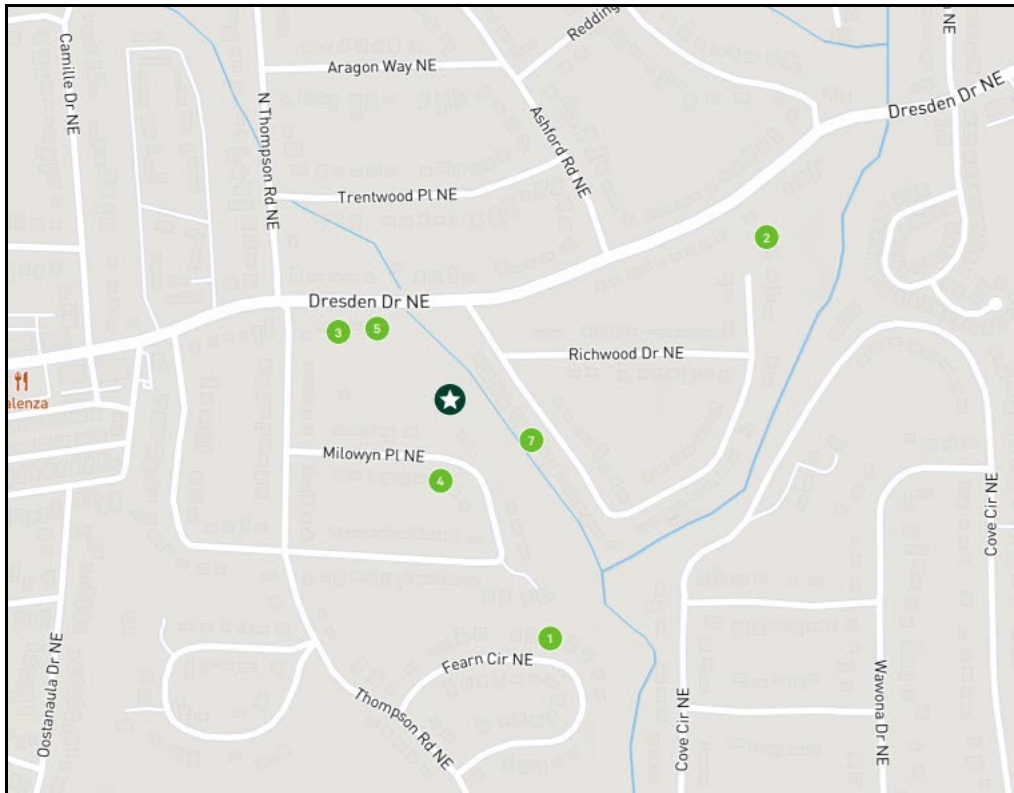 Camille Dr NE
N Thompson Rd NE
Aragon Way NE
Redding
Ashford Rd NE
NE
Dresden Dr NE
Trentwood Pl NE
2
Dresden Dr NE
3
5
Richwood Dr NE
alenza
7
Milowyn Pl NE
4
Cove Cir NE
1
Fearn Cir NE
Oostanaula Dr NE
Thompson Rd NE
Cove Cir NE
Wawona Dr NE